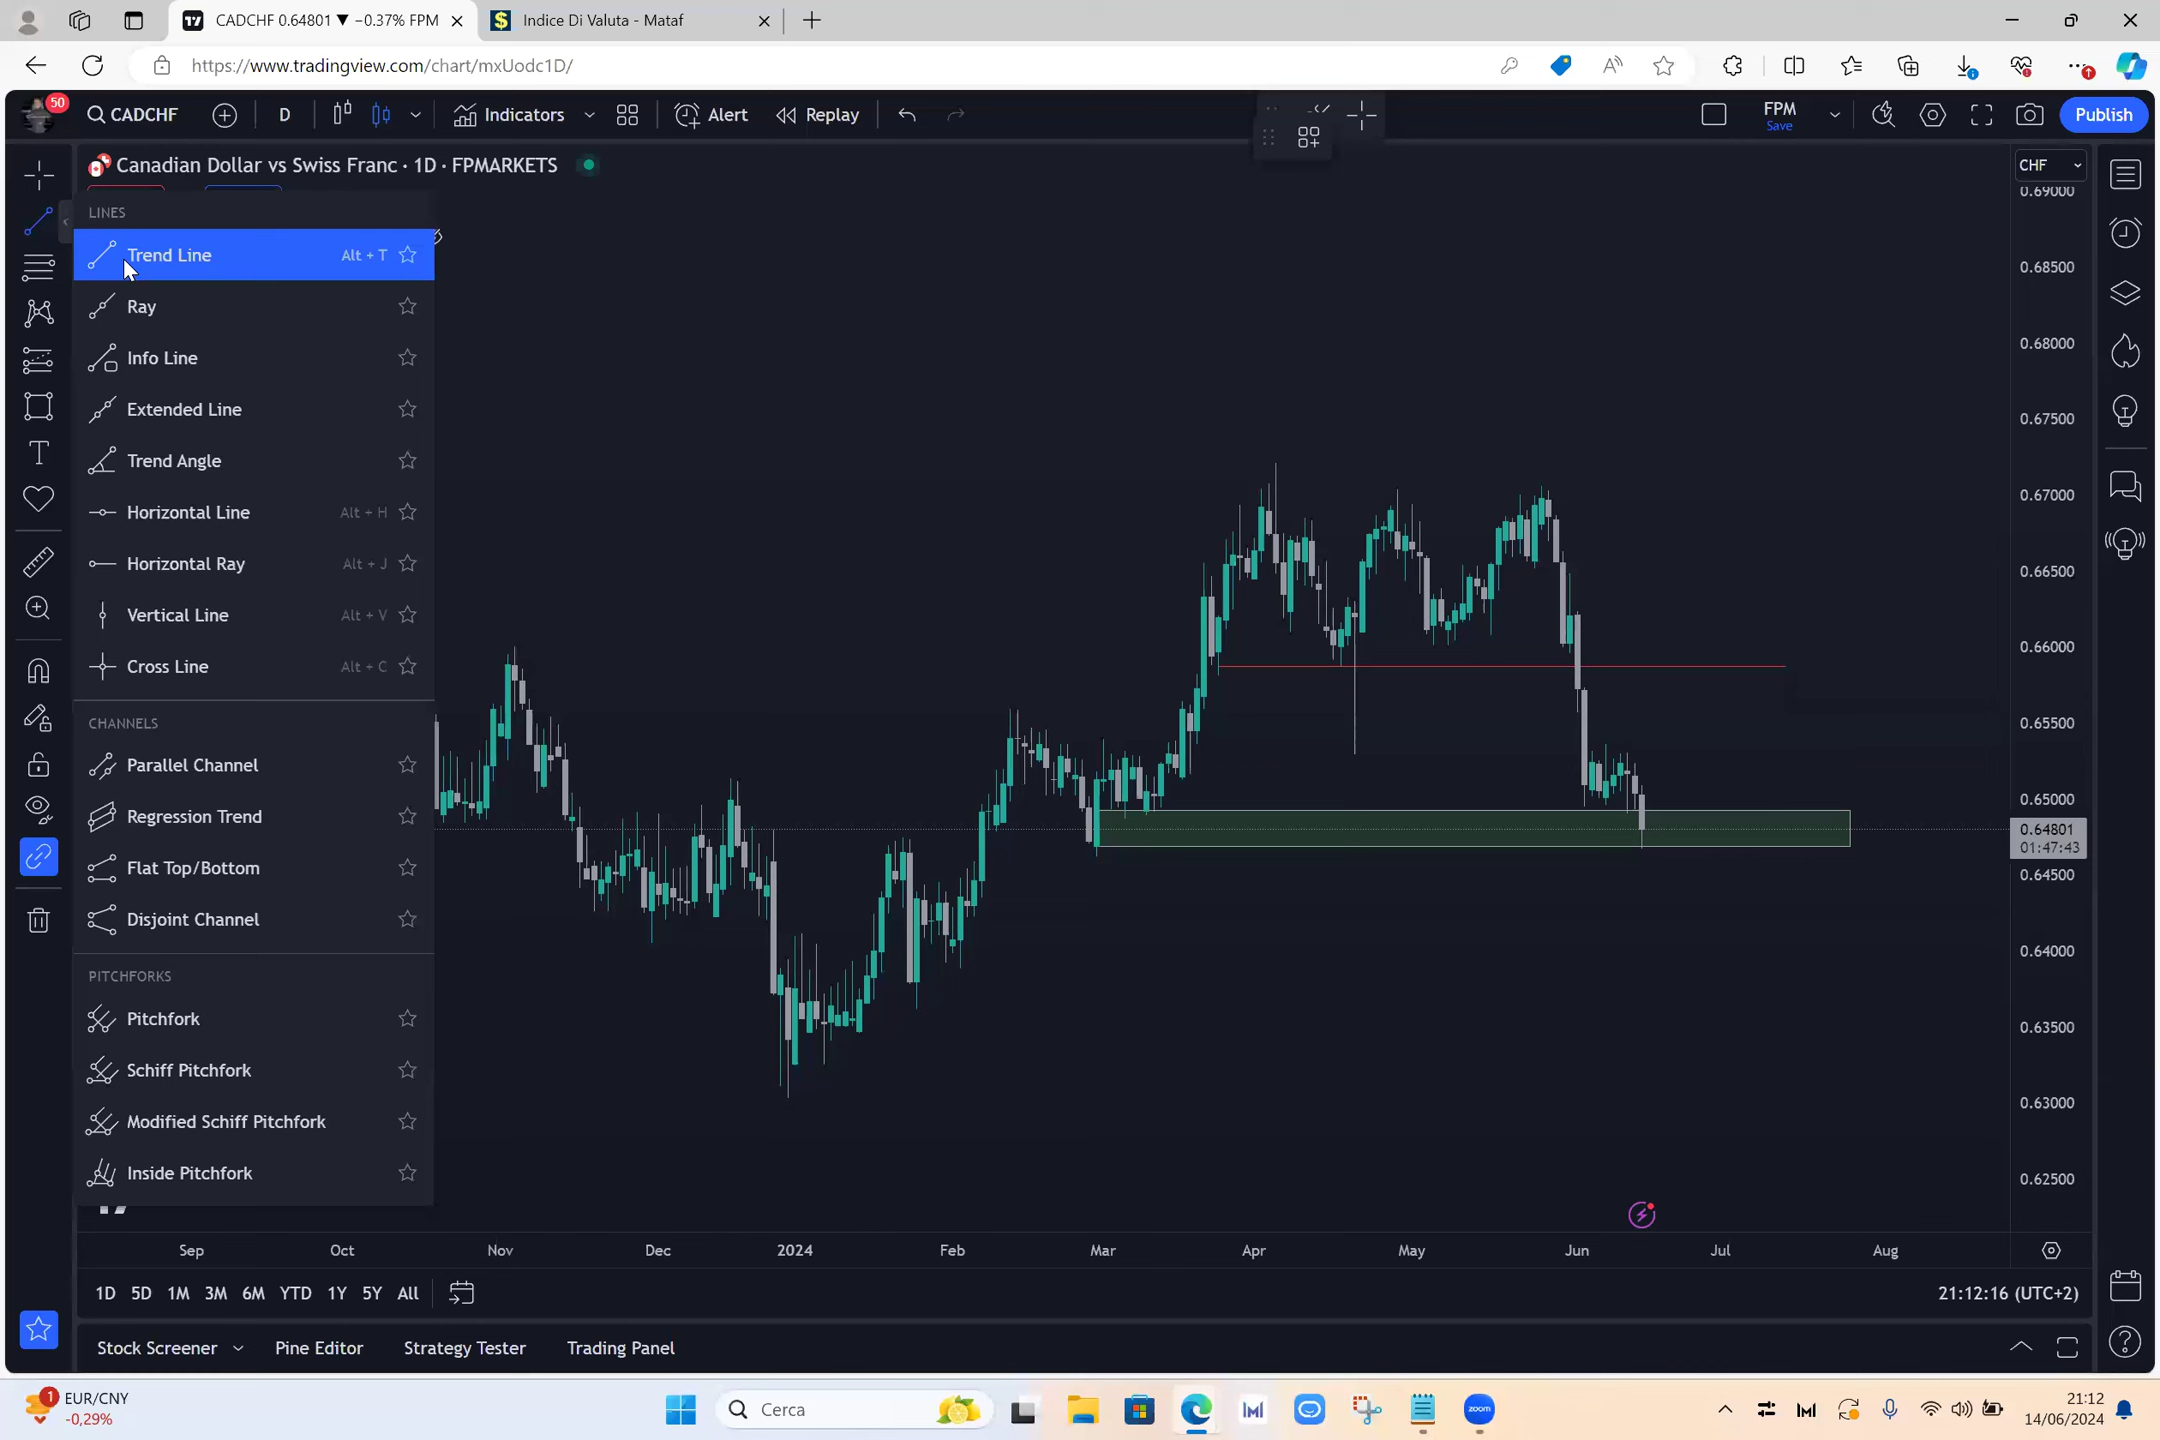 CADCHF 0.64801 ▼ −0.37% FPM
Indice Di Valuta - Mataf
https://www.tradingview.com/chart/mxUodc1D/
50
CADCHF
D
Indicators
Alert
Replay
FPM
Save
Publish
Canadian Dollar vs Swiss Franc · 1D · FPMARKETS
CHF
LINES
Trend Line Alt + T
Ray
Info Line
Extended Line
Trend Angle
Horizontal Line Alt + H
Horizontal Ray Alt + J
Vertical Line Alt + V
Cross Line Alt + C
CHANNELS
Parallel Channel
Regression Trend
Flat Top/Bottom
Disjoint Channel
PITCHFORKS
Pitchfork
Schiff Pitchfork
Modified Schiff Pitchfork
Inside Pitchfork
0.69000
0.68500
0.68000
0.67500
0.67000
0.66500
0.66000
0.65500
0.65000
0.64801
01:47:43
0.64500
0.64000
0.63500
0.63000
0.62500
Sep Oct Nov Dec 2024 Feb Mar Apr May Jun Jul Aug
1D 5D 1M 3M 6M YTD 1Y 5Y All
21:12:16 (UTC+2)
Stock Screener Pine Editor Strategy Tester Trading Panel
1
EUR/CNY
-0,29%
Cerca
zoom
21:12
14/06/2024